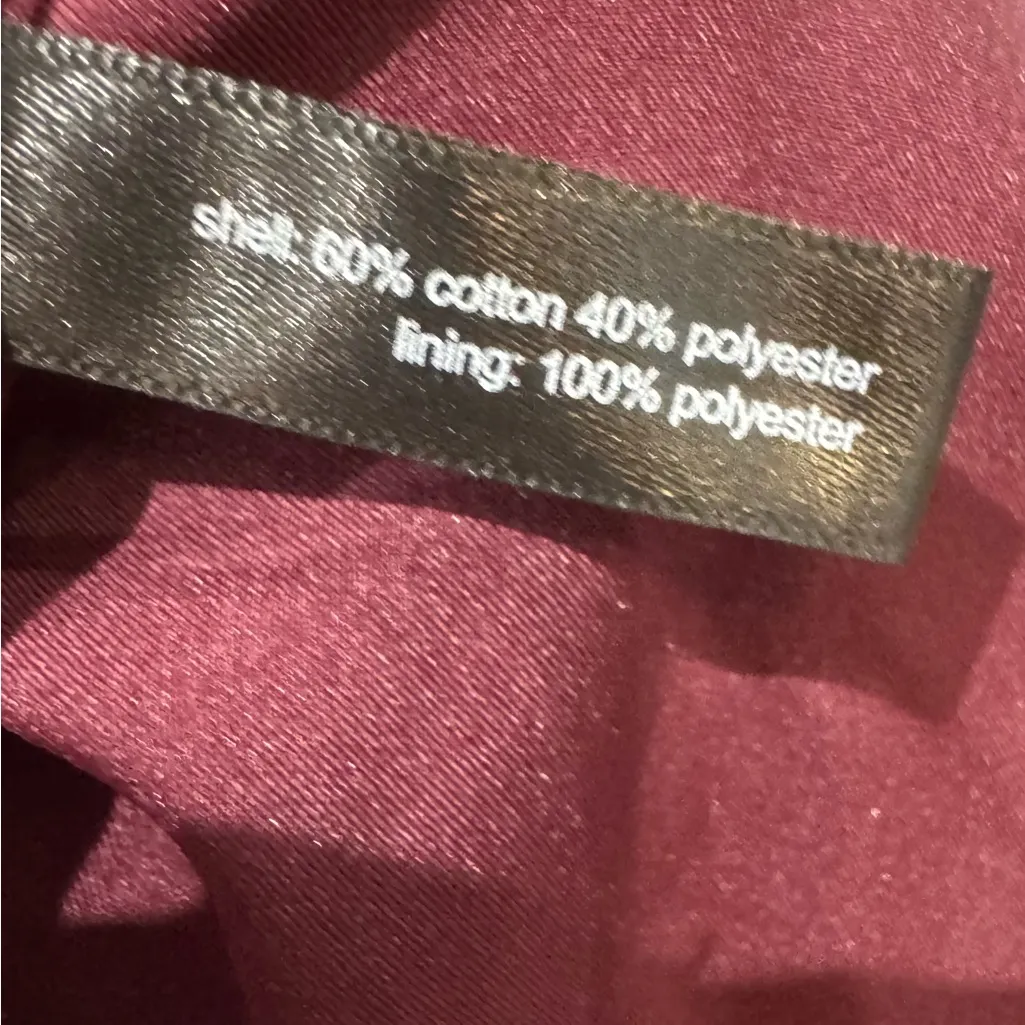 shell: 60% cotton 40% polyester
lining: 100% polyester